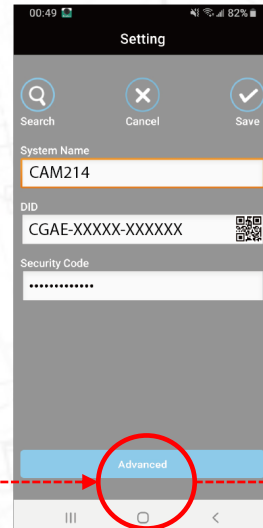 00:49 82%
Setting
Search Cancel Save
System Name
CAM214
DID
CGAE-XXXXX-XXXXXX
Security Code
•••••••••••••
Advanced